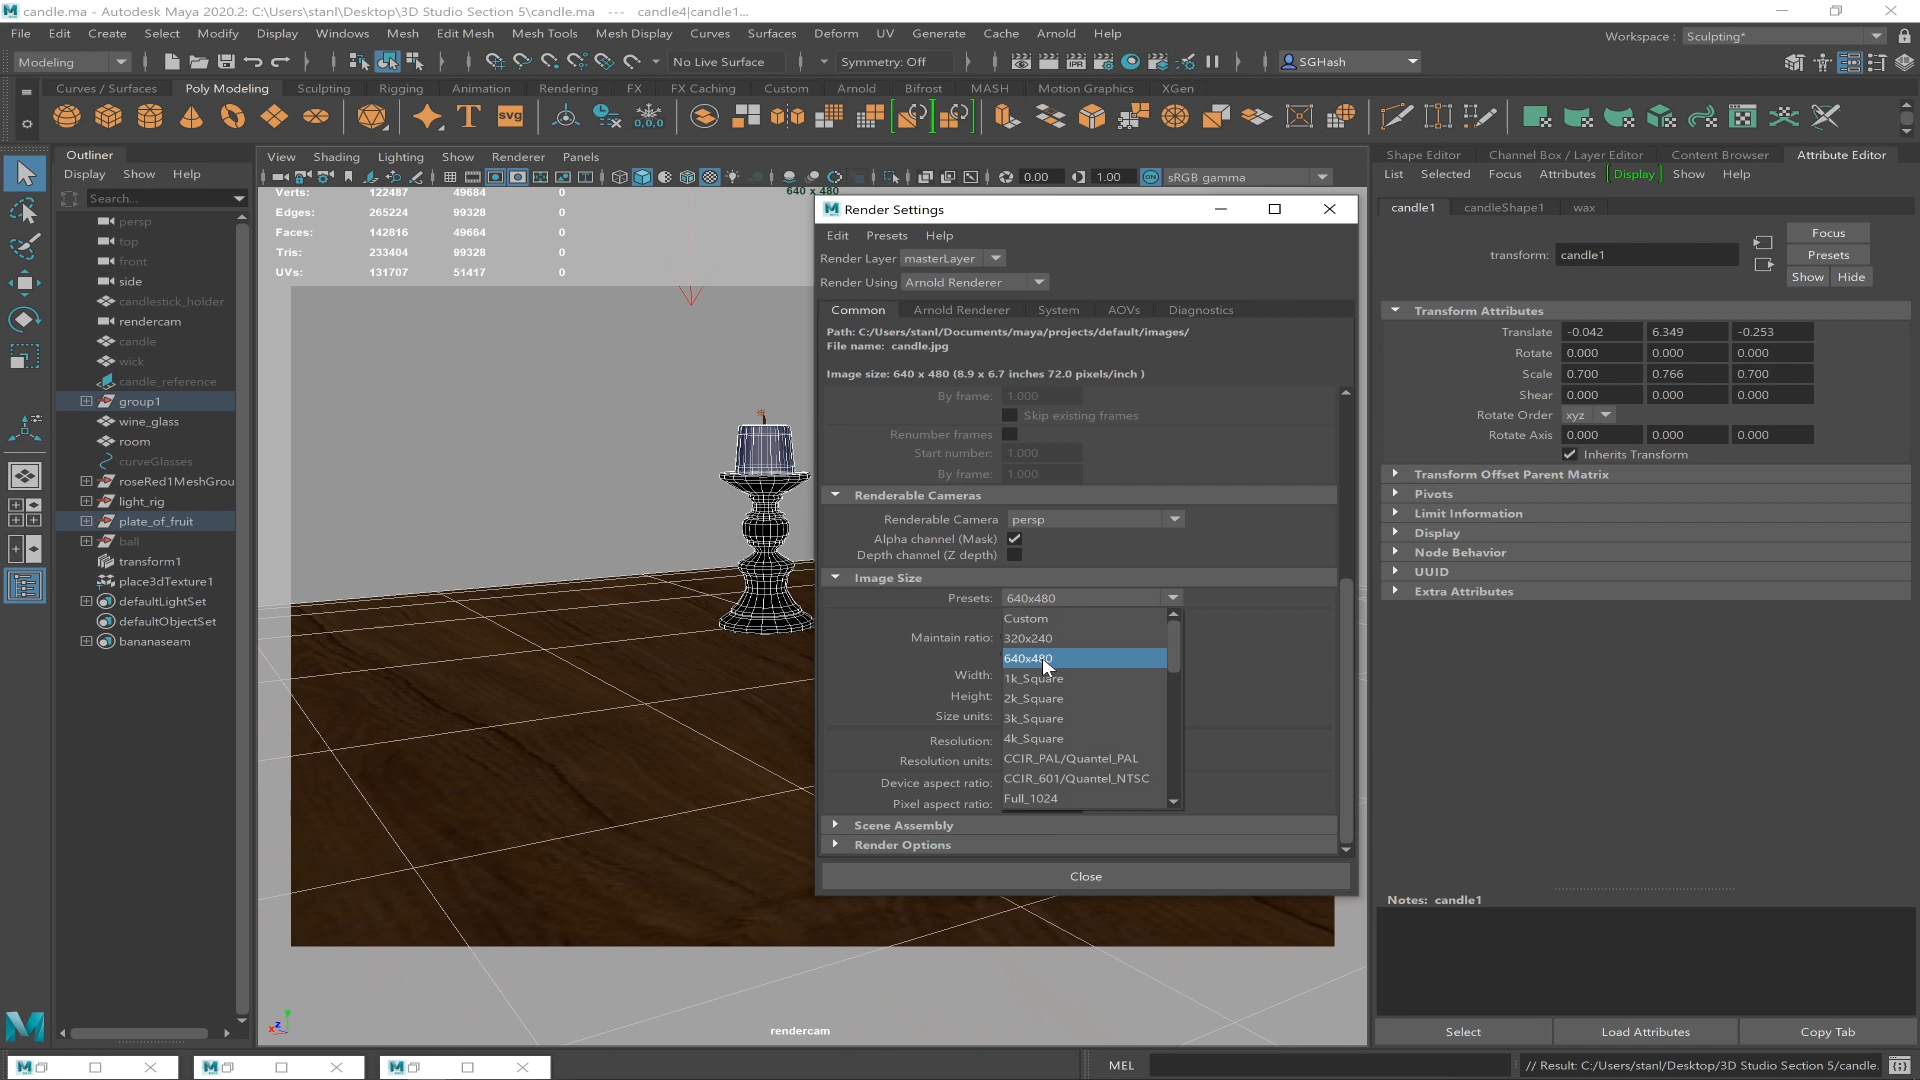 candle.ma - Autodesk Maya 2020.2: C:\Users\stanl\Desktop\3D Studio Section 5\candle.ma --- candle4|candle1...
File Edit Create Select Modify Display Windows Mesh Edit Mesh Mesh Tools Mesh Display Curves Surfaces Deform UV Generate Cache Arnold Help
Workspace : Sculpting*
Modeling
No Live Surface
Symmetry: Off
SGHash
Curves / Surfaces Poly Modeling Sculpting Rigging Animation Rendering FX FX Caching Custom Arnold Bifrost MASH Motion Graphics XGen
T svg 0,0,0
Outliner
Display Show Help
Search...
persp
top
front
side
candlestick_holder
rendercam
candle
wick
candle_reference
group1
wine_glass
room
curveGlasses
roseRed1MeshGrou
light_rig
plate_of_fruit
ball
transform1
place3dTexture1
defaultLightSet
defaultObjectSet
bananaseam
View Shading Lighting Show Renderer Panels
0.00 1.00 ON sRGB gamma
Verts: 122487 49684 0
Edges: 265224 99328 0
Faces: 142816 49664 0
Tris: 233404 99328 0
UVs: 131707 51417 0
640 x 480
rendercam
y
z
x
Render Settings
Edit Presets Help
Render Layer masterLayer
Render Using Arnold Renderer
Common Arnold Renderer System AOVs Diagnostics
Path: C:/Users/stanl/Documents/maya/projects/default/images/
File name: candle.jpg
Image size: 640 x 480 (8.9 x 6.7 inches 72.0 pixels/inch )
By frame: 1.000
Skip existing frames
Renumber frames
Start number: 1.000
By frame: 1.000
Renderable Cameras
Renderable Camera persp
Alpha channel (Mask)
Depth channel (Z depth)
Image Size
Presets: 640x480
Custom
Maintain ratio: 320x240
640x480
Width: 1k_Square
Height: 2k_Square
Size units: 3k_Square
Resolution: 4k_Square
Resolution units: CCIR_PAL/Quantel_PAL
Device aspect ratio: CCIR_601/Quantel_NTSC
Pixel aspect ratio: Full_1024
Scene Assembly
Render Options
Close
Shape Editor Channel Box / Layer Editor Content Browser Attribute Editor
List Selected Focus Attributes Display Show Help
candle1 candleShape1 wax
transform: candle1
Focus
Presets
Show Hide
Transform Attributes
Translate -0.042 6.349 -0.253
Rotate 0.000 0.000 0.000
Scale 0.700 0.766 0.700
Shear 0.000 0.000 0.000
Rotate Order xyz
Rotate Axis 0.000 0.000 0.000
Inherits Transform
Transform Offset Parent Matrix
Pivots
Limit Information
Display
Node Behavior
UUID
Extra Attributes
Notes: candle1
Select Load Attributes Copy Tab
MEL
// Result: C:/Users/stanl/Desktop/3D Studio Section 5/candle.